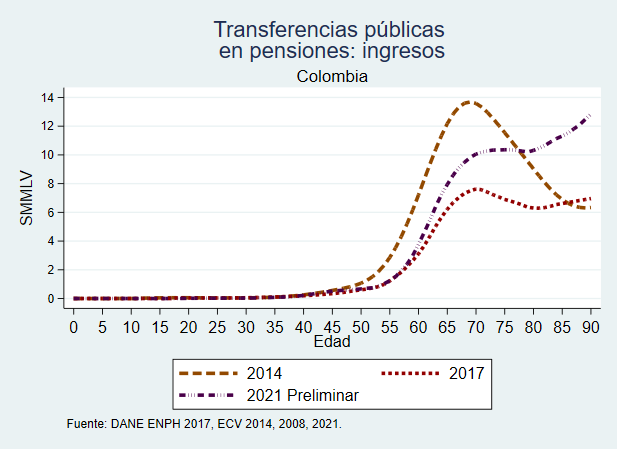 Transferencias públicas
en pensiones: ingresos
Colombia
SMMLV
14
12
10
8
6
4
2
0
0 5 10 15 20 25 30 35 40 45 50 55 60 65 70 75 80 85 90
Edad
2014 2017
2021 Preliminar
Fuente: DANE ENPH 2017, ECV 2014, 2008, 2021.